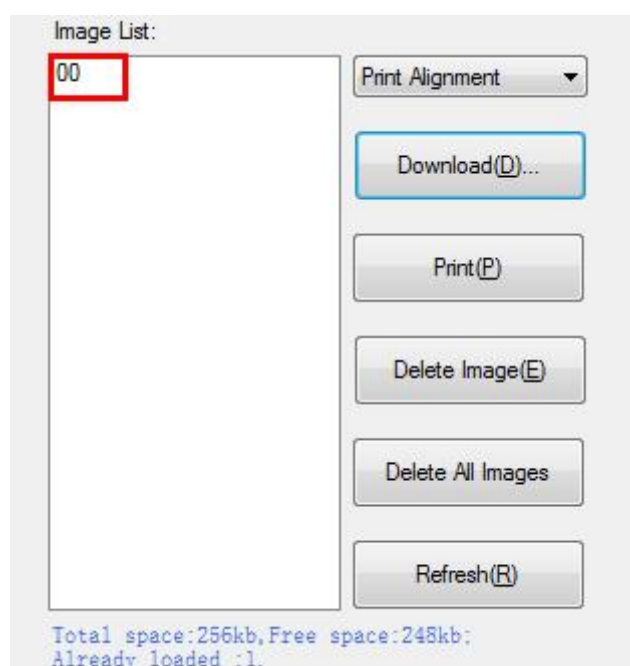 Image List:
00
Print Alignment
Download(D)...
Print(P)
Delete Image(E)
Delete All Images
Refresh(R)
Total space:256kb,Free space:248kb;
Already loaded :1.